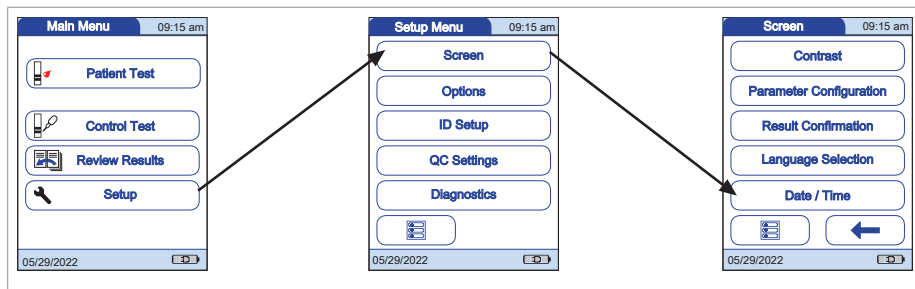 Main Menu 09:15 am
Patient Test
Control Test
Review Results
Setup
05/29/2022
Setup Menu 09:15 am
Screen
Options
ID Setup
QC Settings
Diagnostics
05/29/2022
Screen 09:15 am
Contrast
Parameter Configuration
Result Confirmation
Language Selection
Date / Time
05/29/2022